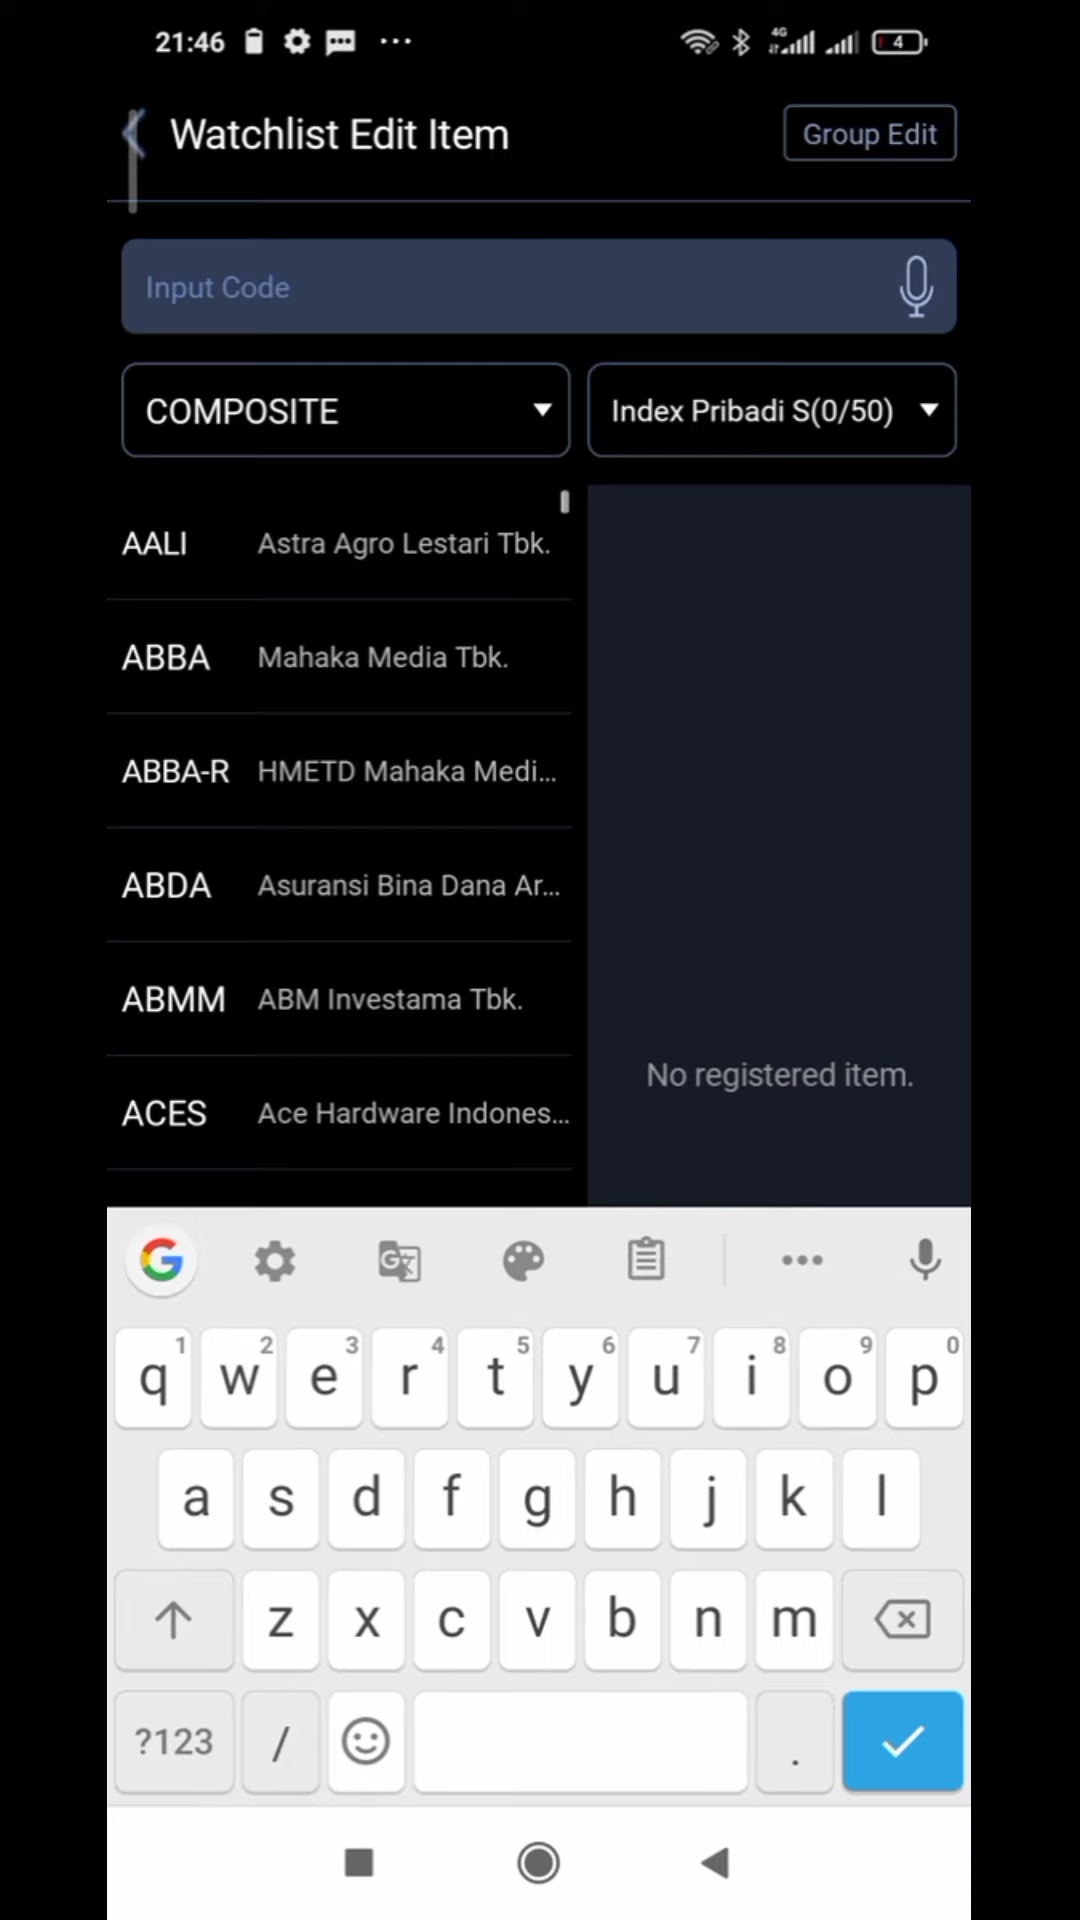 21:46 4G 4
Watchlist Edit Item Group Edit
Input Code
COMPOSITE Index Pribadi S(0/50)
AALI Astra Agro Lestari Tbk.
ABBA Mahaka Media Tbk.
ABBA-R HMETD Mahaka Medi...
ABDA Asuransi Bina Dana Ar...
ABMM ABM Investama Tbk.
No registered item.
ACES Ace Hardware Indones...
1 2 3 4 5 6 7 8 9 0
q w e r t y u i o p
a s d f g h j k l
z x c v b n m
?123 / .